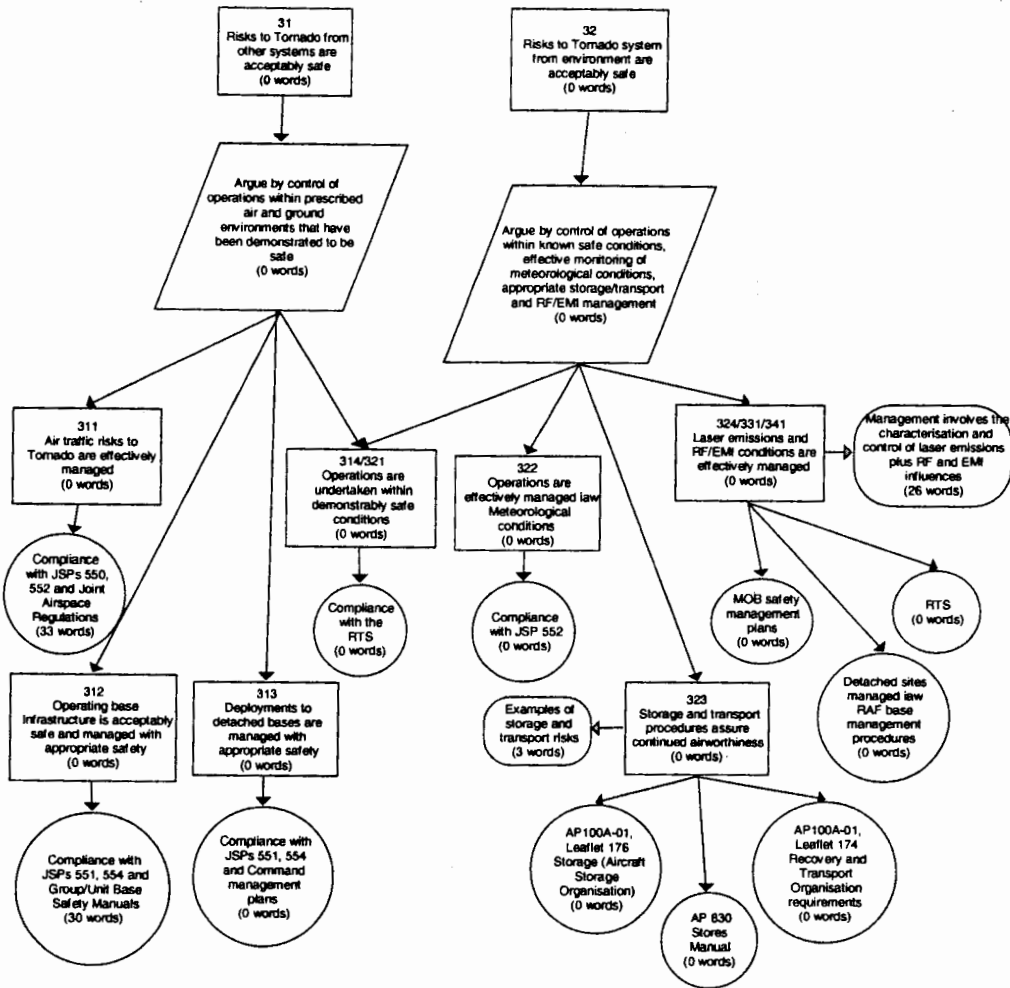 31
Risks to Tornado from
other systems are
acceptably safe
(0 words)
32
Risks to Tornado system
from environment are
acceptably safe
(0 words)
Argue by control of
operations within prescribed
air and ground
environments that have
been demonstrated to be
safe
(0 words)
Argue by control of operations
within known safe conditions,
effective monitoring of
meteorological conditions,
appropriate storage/transport
and RF/EMI management
(0 words)
311
Air traffic risks to
Tornado are effectively
managed
(0 words)
314/321
Operations are
undertaken within
demonstrably safe
conditions
(0 words)
322
Operations are
effectively managed iaw
Meteorological
conditions
(0 words)
324/331/341
Laser emissions and
RF/EMI conditions are
effectively managed
(0 words)
Management involves the
characterisation and
control of laser emissions
plus RF and EMI
influences
(26 words)
Compliance
with JSPs 550,
552 and Joint
Airspace
Regulations
(33 words)
Compliance
with the
RTS
(0 words)
Compliance
with JSP 552
(0 words)
MOB safety
management
plans
(0 words)
RTS
(0 words)
Detached sites
managed iaw
RAF base
management
procedures
(0 words)
312
Operating base
Infrastructure is acceptably
safe and managed with
appropriate safety
(0 words)
313
Deployments to
detached bases are
managed with
appropriate safety
(0 words)
Examples of
storage and
transport risks
(3 words)
323
Storage and transport
procedures assure
continued airworthiness
(0 words)
Compliance with
JSPs 551, 554 and
Group/Unit Base
Safety Manuals
(30 words)
Compliance with
JSPs 551, 554
and Command
management
plans
(0 words)
AP100A-01,
Leaflet 176
Storage (Aircraft
Storage
Organisation)
(0 words)
AP 830
Stores
Manual
(0 words)
AP100A-01,
Leaflet 174
Recovery and
Transport
Organisation
requirements
(0 words)